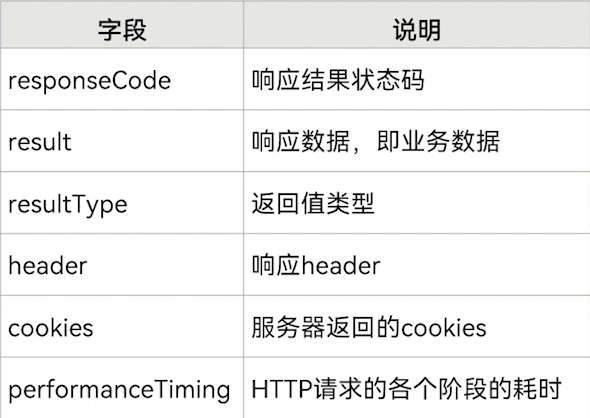 字段 说明
responseCode 响应结果状态码
result 响应数据，即业务数据
resultType 返回值类型
header 响应header
cookies 服务器返回的cookies
performanceTiming HTTP请求的各个阶段的耗时